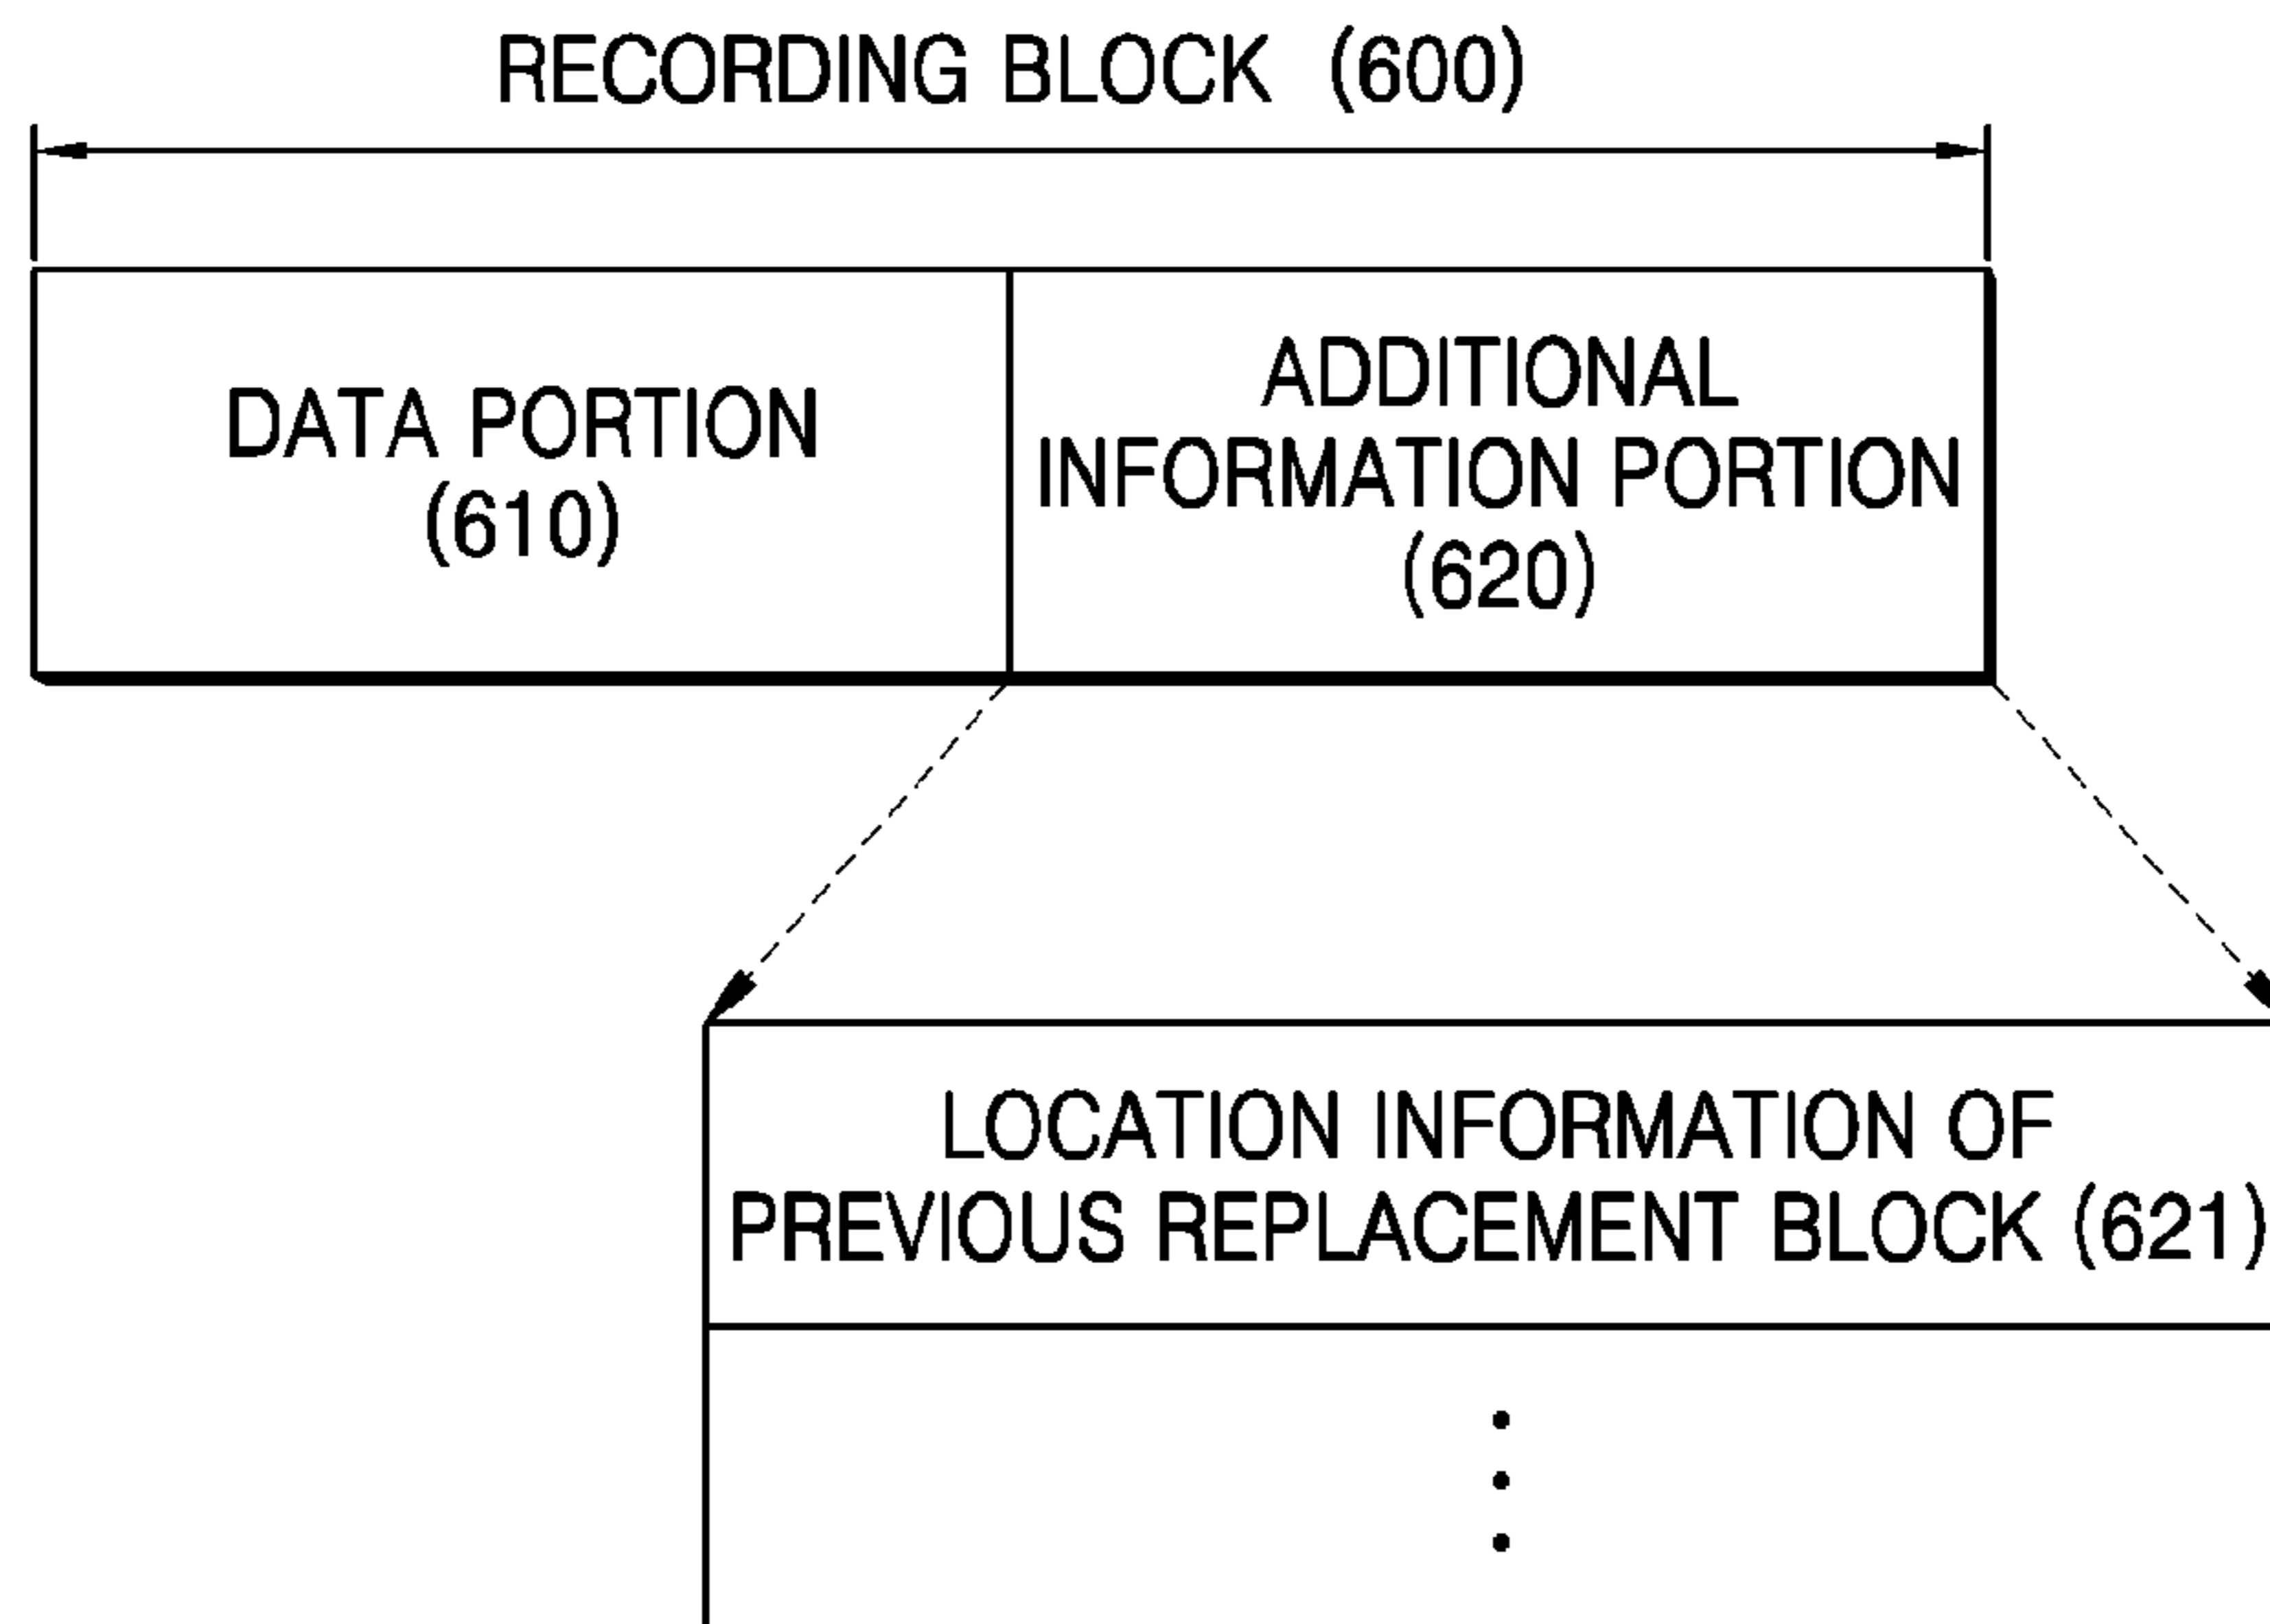 RECORDING BLOCK (600)
DATA PORTION
(610)
ADDITIONAL
INFORMATION PORTION
(620)
LOCATION INFORMATION OF
PREVIOUS REPLACEMENT BLOCK (621)